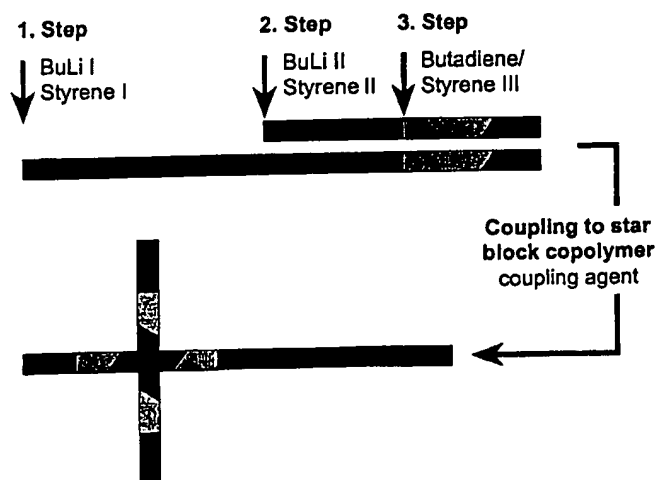 1. Step
BuLi I
Styrene I
2. Step
BuLi II
Styrene II
3. Step
Butadiene/
Styrene III
Coupling to star
block copolymer
coupling agent